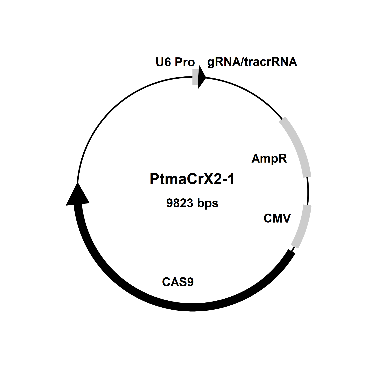 U6 Pro gRNA/tracrRNA
AmpR
PtmaCrX2-1
9823 bps
CMV
CAS9